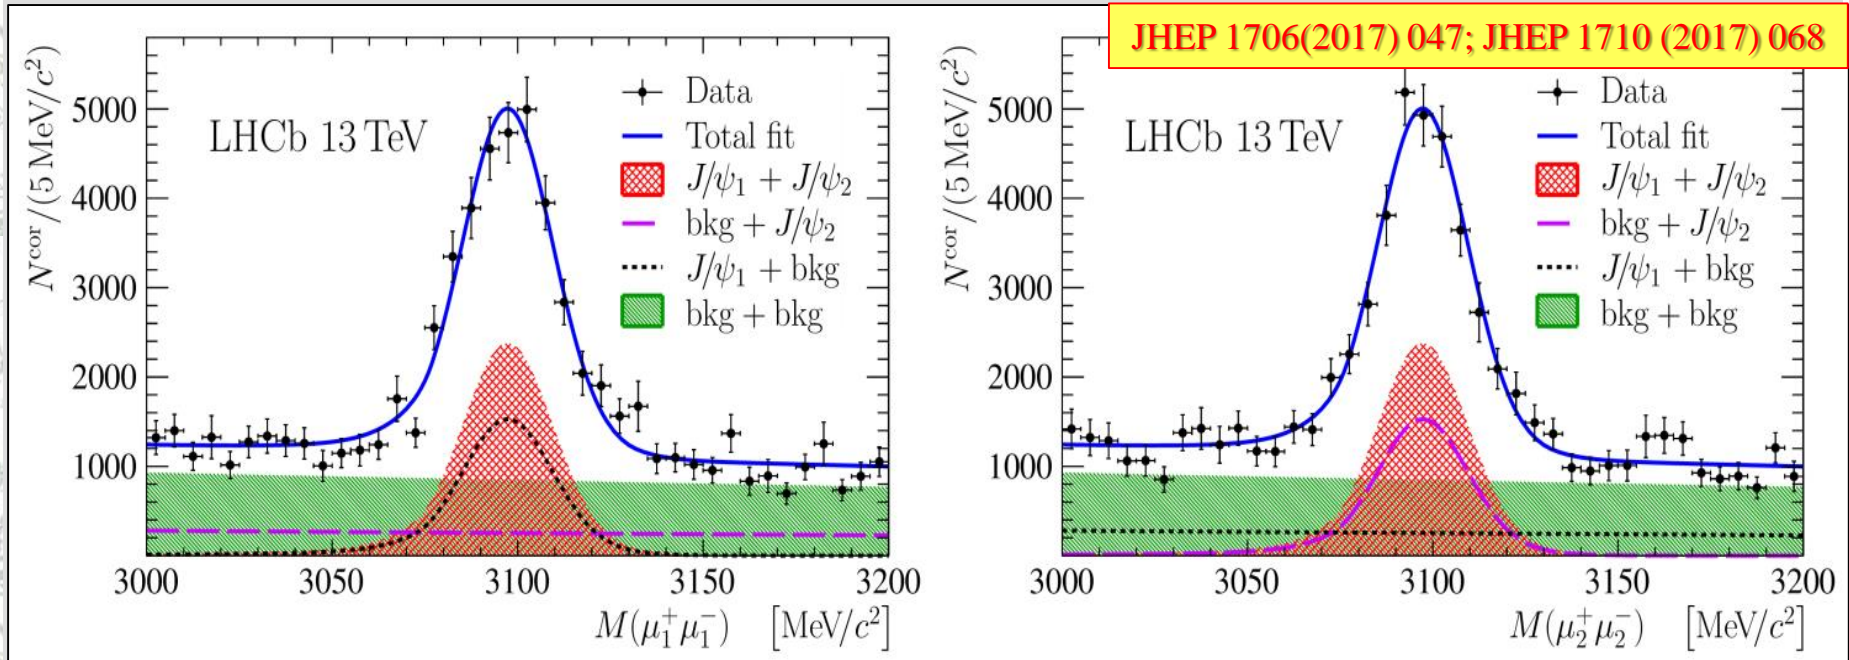 JHEP 1706(2017) 047; JHEP 1710 (2017) 068
N^cor/(5 MeV/c²)
5000
4000
3000
2000
1000
LHCb 13 TeV
Data
Total fit
J/ψ₁ + J/ψ₂
bkg + J/ψ₂
J/ψ₁ + bkg
bkg + bkg
3000 3050 3100 3150 3200
M(μ₁⁺μ₁⁻) [MeV/c²]
N^cor/(5 MeV/c²)
5000
4000
3000
2000
1000
LHCb 13 TeV
Data
Total fit
J/ψ₁ + J/ψ₂
bkg + J/ψ₂
J/ψ₁ + bkg
bkg + bkg
3000 3050 3100 3150 3200
M(μ₂⁺μ₂⁻) [MeV/c²]